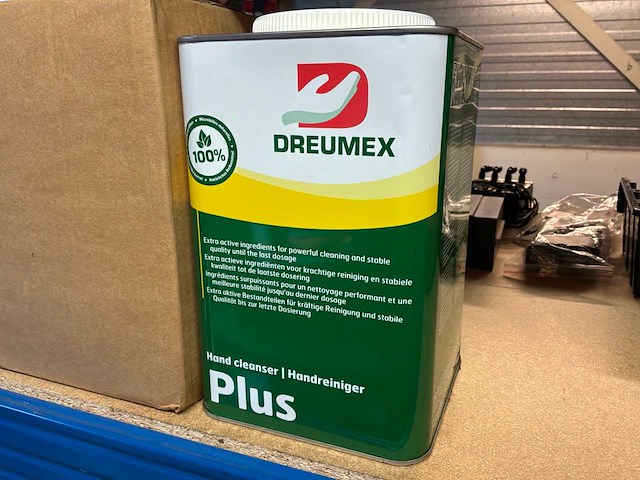 DREUMEX
100%
Extra active ingredients for powerful cleaning and stable
quality until the last dosage
Extra actieve ingrediënten voor krachtige reiniging en stabiele
kwaliteit tot de laatste dosering
Ingrédients surpuissants pour un nettoyage performant et une
meilleure stabilité jusqu'au dernier dosage
Extra aktive Bestandteile für kräftige Reinigung und stabile
Qualität bis zur letzte Dosierung
Hand cleanser | Handreiniger
Plus